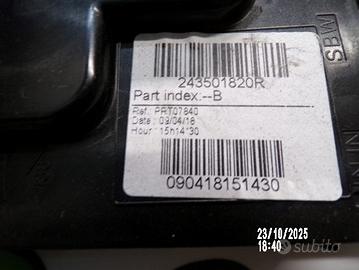 243501820R
Part index:--B
Ref: PRT07840
Date: 09/04/18
Hour: 15h14'30
090418151430
SBW
23/10/2025
18:40
subito